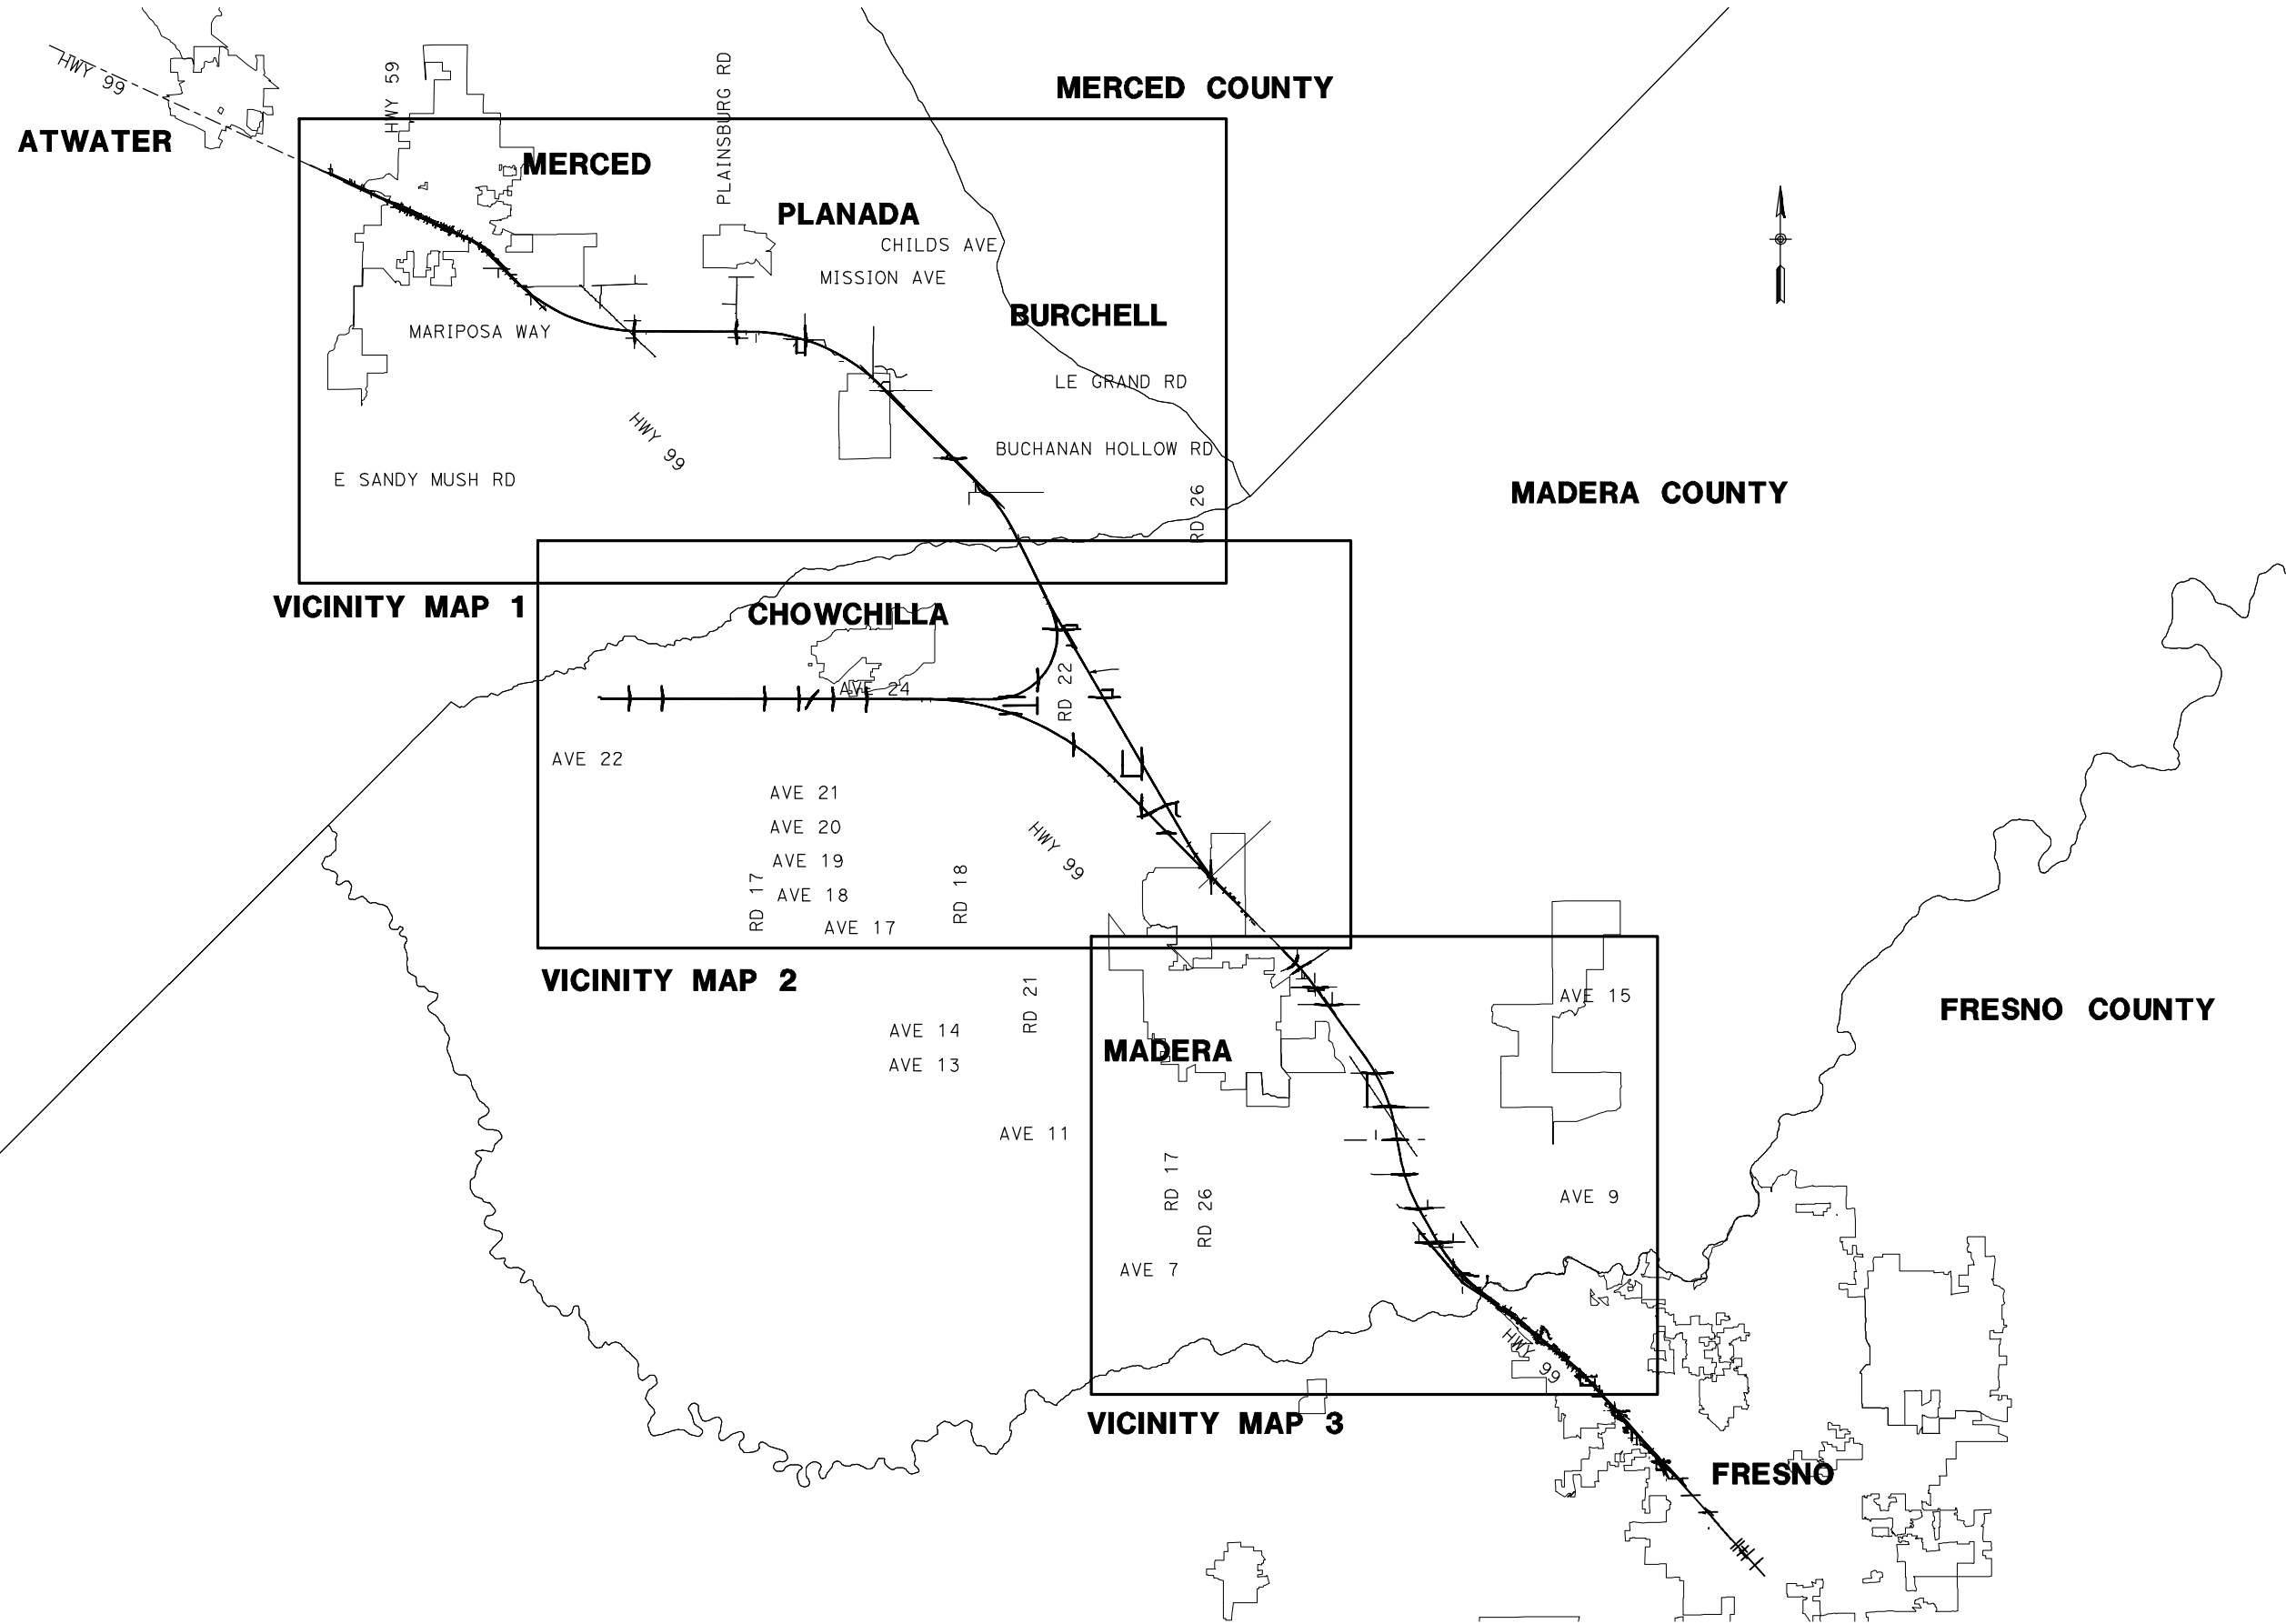 HWY 99
HWY 59
PLAINSBURG RD
MERCED COUNTY
ATWATER
MERCED
PLANADA
CHILDS AVE
MISSION AVE
BURCHELL
MARIPOSA WAY
LE GRAND RD
HWY 99
BUCHANAN HOLLOW RD
E SANDY MUSH RD
RD 26
MADERA COUNTY
VICINITY MAP 1
CHOWCHILLA
AVE 24
RD 22
AVE 22
AVE 21
AVE 20
AVE 19
HWY 99
RD 17
AVE 18
RD 18
AVE 17
VICINITY MAP 2
RD 21
AVE 15
FRESNO COUNTY
AVE 14
MADERA
AVE 13
AVE 11
RD 17
RD 26
AVE 9
AVE 7
HWY 99
VICINITY MAP 3
FRESNO